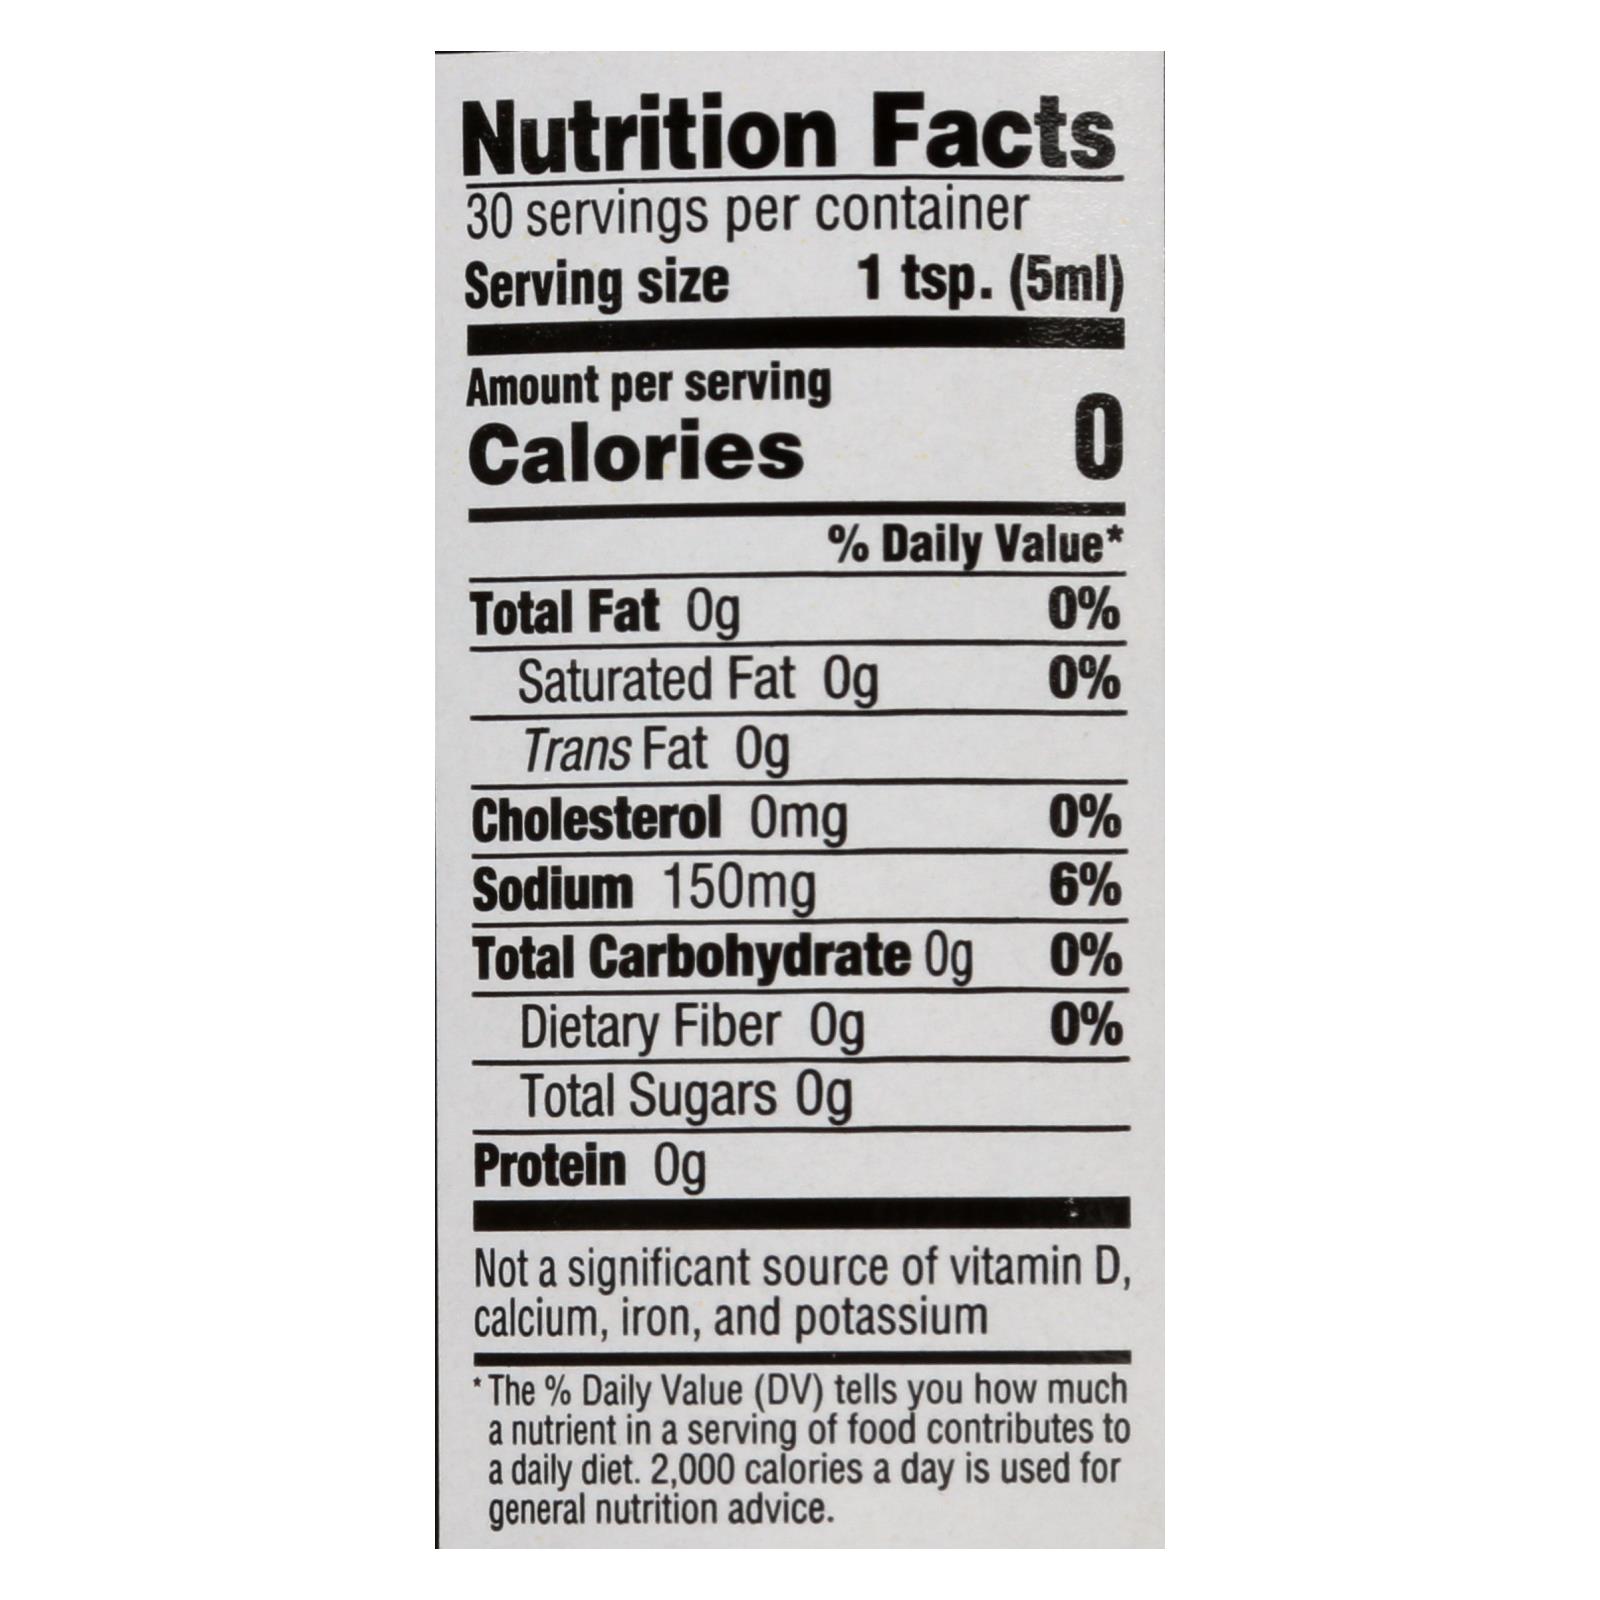 Nutrition Facts
30 servings per container
Serving size 1 tsp. (5ml)
Amount per serving
Calories 0
% Daily Value*
Total Fat 0g 0%
Saturated Fat 0g 0%
Trans Fat 0g
Cholesterol 0mg 0%
Sodium 150mg 6%
Total Carbohydrate 0g 0%
Dietary Fiber 0g 0%
Total Sugars 0g
Protein 0g
Not a significant source of vitamin D,
calcium, iron, and potassium
* The % Daily Value (DV) tells you how much
a nutrient in a serving of food contributes to
a daily diet. 2,000 calories a day is used for
general nutrition advice.